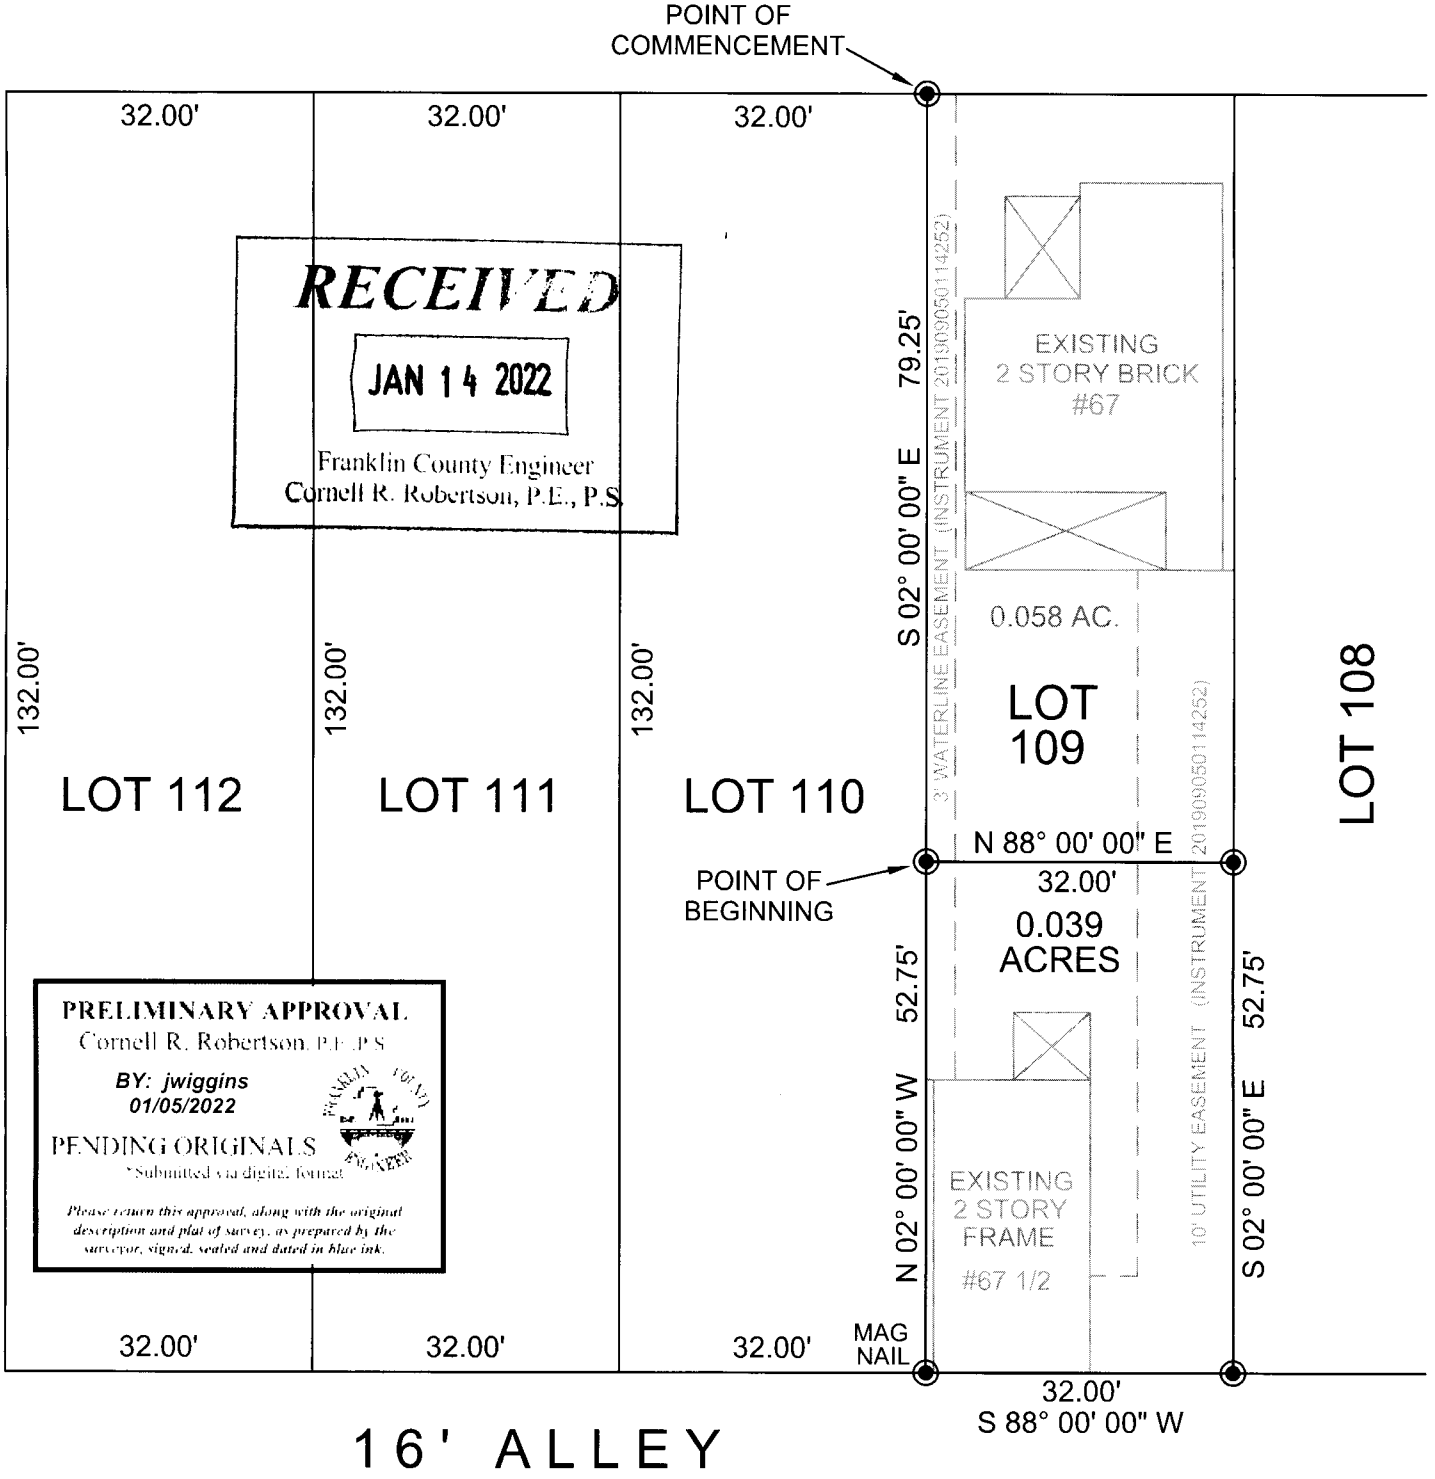 POINT OF
COMMENCEMENT
32.00'
32.00'
32.00'
RECEIVED
JAN 14 2022
Franklin County Engineer
Cornell R. Robertson, P.E., P.S.
79.25'
S 02° 00' 00" E
3' WATERLINE EASEMENT (INSTRUMENT 201909050114252)
EXISTING
2 STORY BRICK
#67
0.058 AC.
LOT
109
132.00'
132.00'
132.00'
LOT 112
LOT 111
LOT 110
LOT 108
N 88° 00' 00" E
32.00'
POINT OF
BEGINNING
0.039
ACRES
52.75'
N 02° 00' 00" W
10' UTILITY EASEMENT (INSTRUMENT 201909050114252)
52.75'
S 02° 00' 00" E
PRELIMINARY APPROVAL
Cornell R. Robertson, P.E., P.S.
BY: jwiggins
01/05/2022
FRANKLIN COUNTY
ENGINEER
PENDING ORIGINALS
*Submitted via digital format
Please return this approval, along with the original
description and plat of survey, as prepared by the
surveyor, signed, sealed and dated in blue ink.
EXISTING
2 STORY
FRAME
#67 1/2
32.00'
32.00'
32.00'
MAG
NAIL
32.00'
S 88° 00' 00" W
16' ALLEY